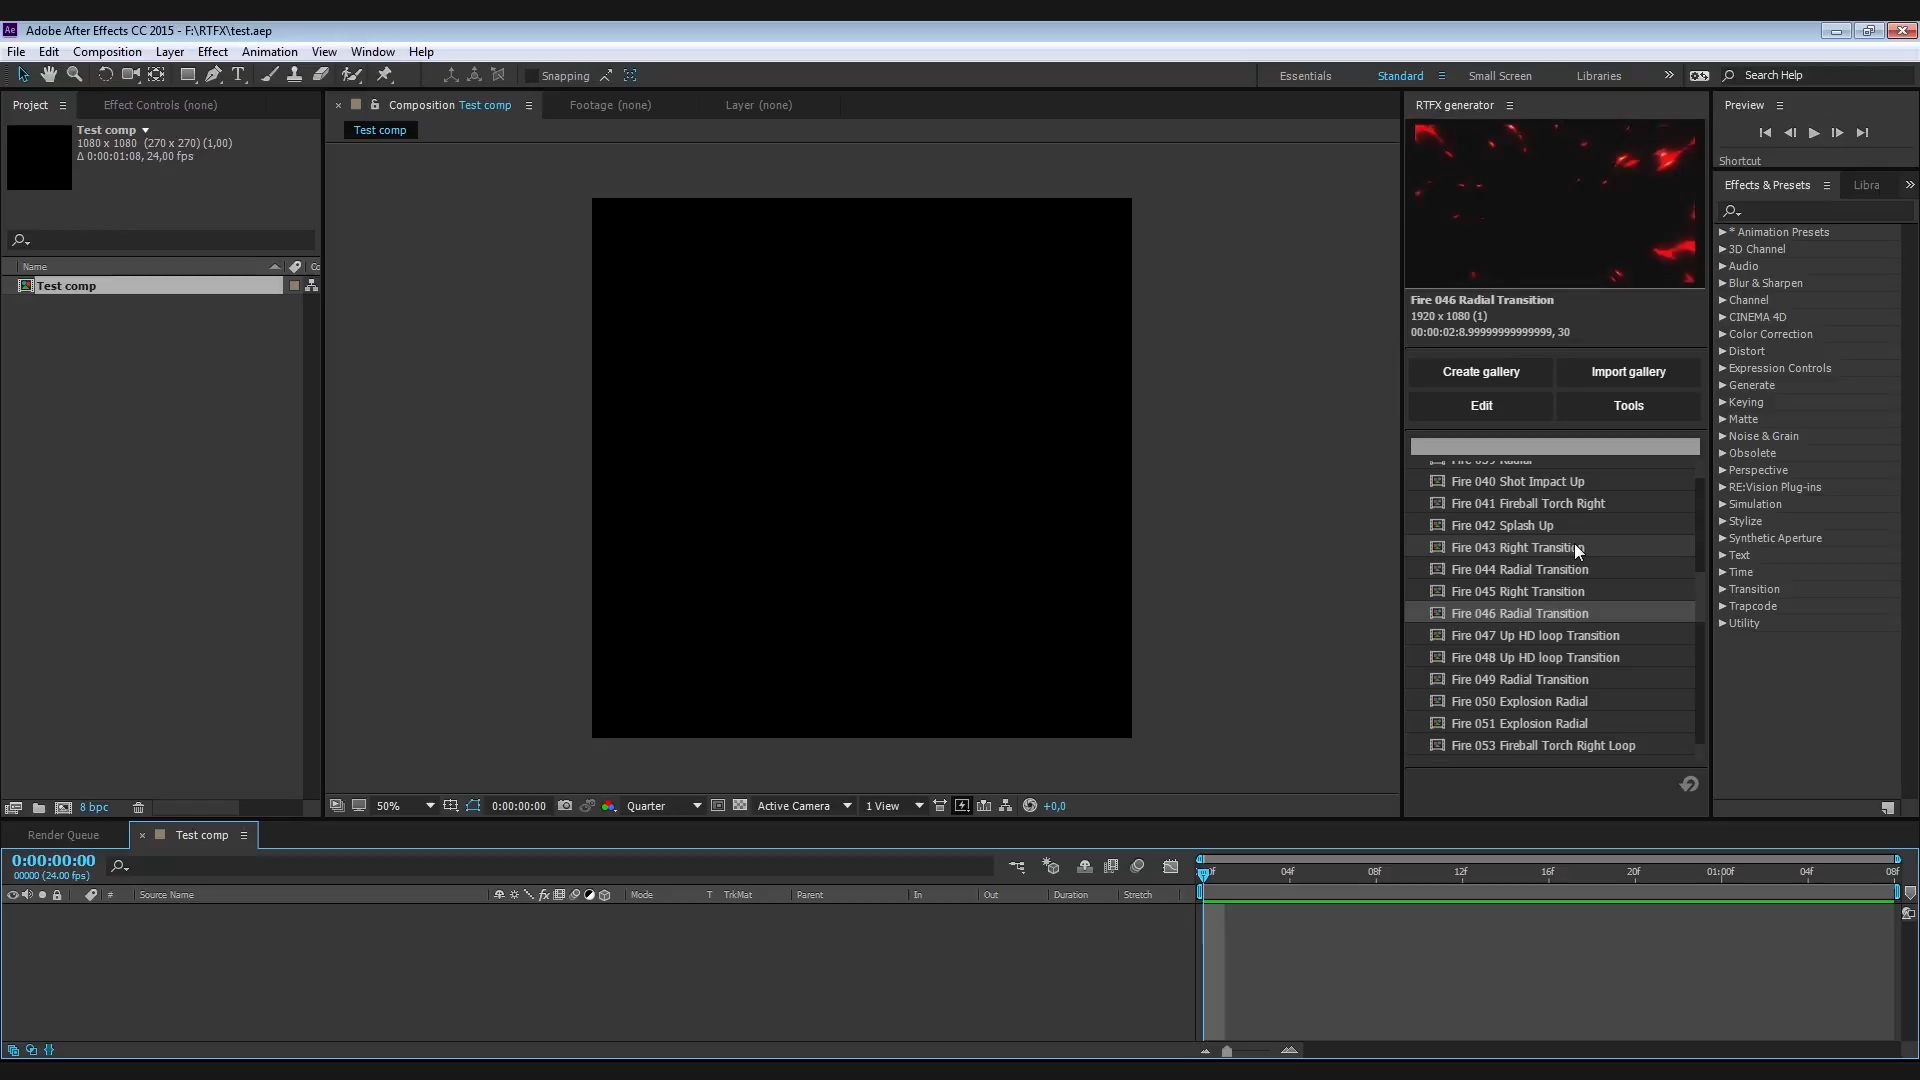 Adobe After Effects CC 2015 - F:\RTFX\test.aep
File Edit Composition Layer Effect Animation View Window Help
Snapping
Essentials Standard Small Screen Libraries Search Help
Project Effect Controls (none)
Test comp
1080 x 1080 (270 x 270) (1,00)
Δ 0:00:01:08, 24,00 fps
Name Co
Test comp
8 bpc
Composition Test comp Footage (none) Layer (none)
Test comp
50% 0:00:00:00 Quarter Active Camera 1 View +0,0
RTFX generator
Fire 046 Radial Transition
1920 x 1080 (1)
00:00:02:8.99999999999999, 30
Create gallery Import gallery
Edit Tools
Fire 039 Radial
Fire 040 Shot Impact Up
Fire 041 Fireball Torch Right
Fire 042 Splash Up
Fire 043 Right Transition
Fire 044 Radial Transition
Fire 045 Right Transition
Fire 046 Radial Transition
Fire 047 Up HD loop Transition
Fire 048 Up HD loop Transition
Fire 049 Radial Transition
Fire 050 Explosion Radial
Fire 051 Explosion Radial
Fire 053 Fireball Torch Right Loop
Preview
Shortcut
Effects & Presets Libra
* Animation Presets
3D Channel
Audio
Blur & Sharpen
Channel
CINEMA 4D
Color Correction
Distort
Expression Controls
Generate
Keying
Matte
Noise & Grain
Obsolete
Perspective
RE:Vision Plug-ins
Simulation
Stylize
Synthetic Aperture
Text
Time
Transition
Trapcode
Utility
Render Queue Test comp
0:00:00:00
00000 (24.00 fps)
# Source Name fx Mode T TrkMat Parent In Out Duration Stretch
04f 08f 12f 16f 20f 01:00f 04f 08f